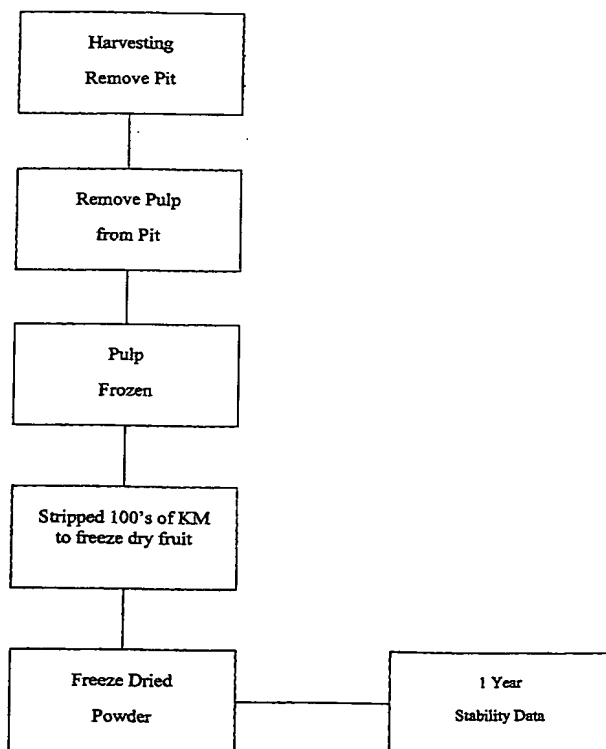 Harvesting
Remove Pit
Remove Pulp
from Pit
Pulp
Frozen
Stripped 100's of KM
to freeze dry fruit
Freeze Dried
Powder
1 Year
Stability Data